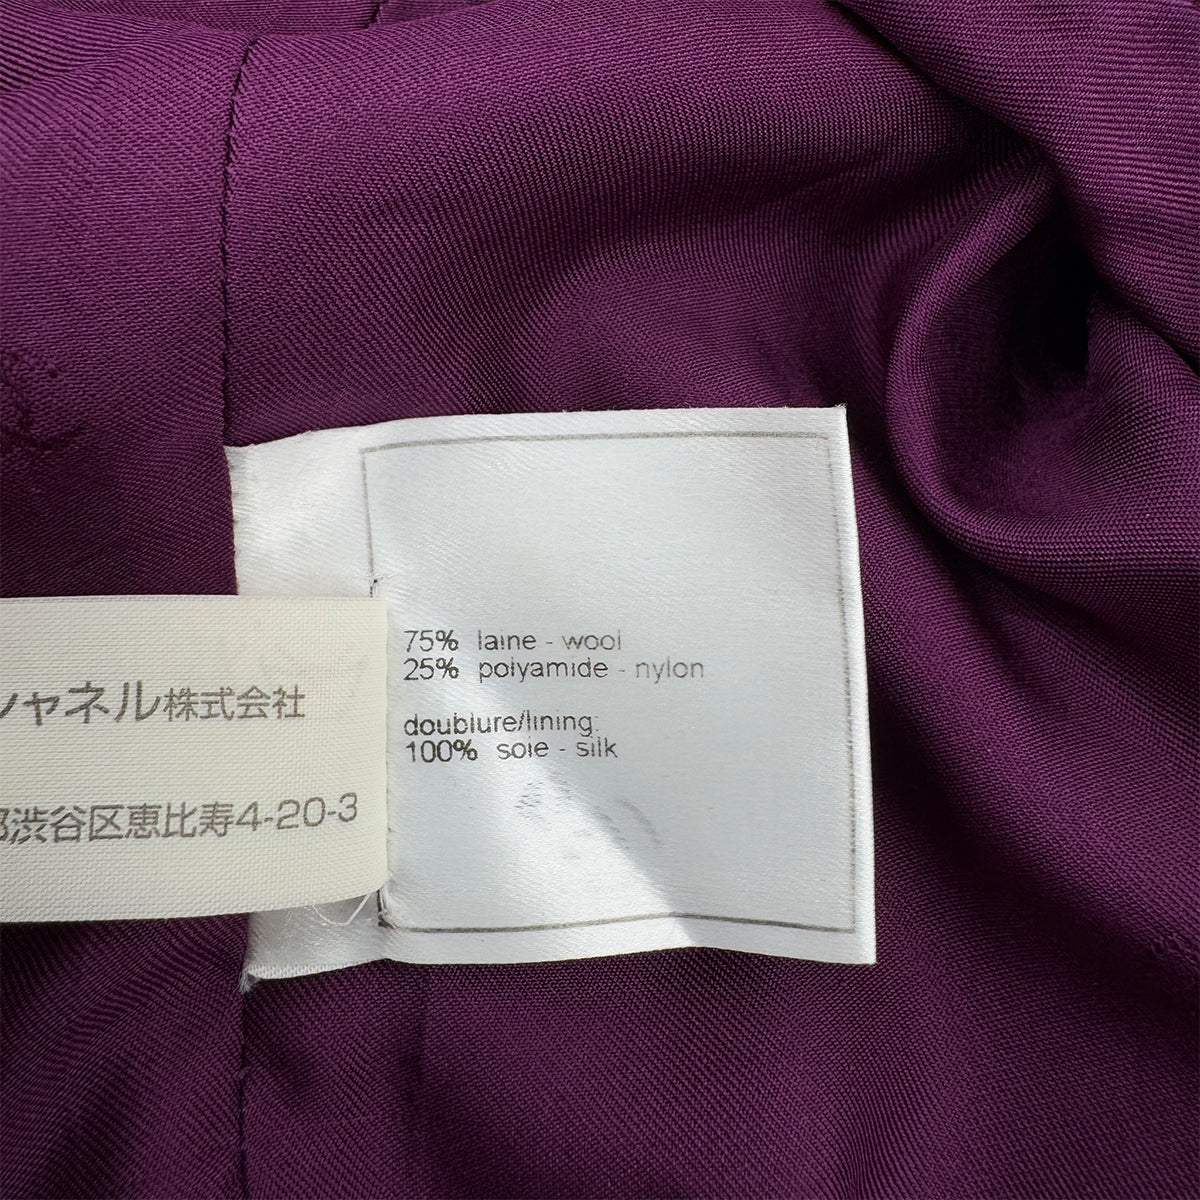 75% laine - wool
25% polyamide - nylon
doublure/lining:
100% soie - silk
シャネル株式会社
渋谷区恵比寿4-20-3